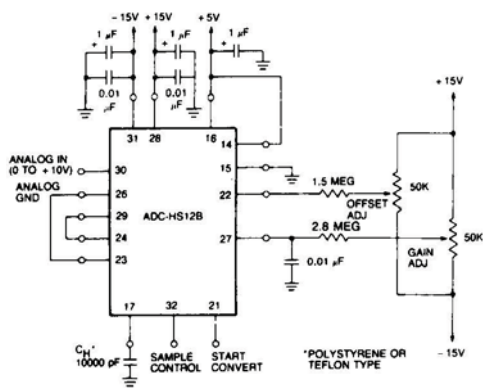 - 15V +15V +5V
1 μF 1 μF 1 μF
+ + +
0.01 μF 0.01 μF
31 28 16
+15V
14
ANALOG IN (0 TO +10V) 30
15
ANALOG GND 26
22 1.5 MEG 50K
OFFSET ADJ
29 ADC-HS12B
24
27 2.8 MEG
GAIN ADJ 50K
23
0.01 μF
17 32 21
CH*
10000 pF
SAMPLE CONTROL
START CONVERT
*POLYSTYRENE OR
TEFLON TYPE
- 15V